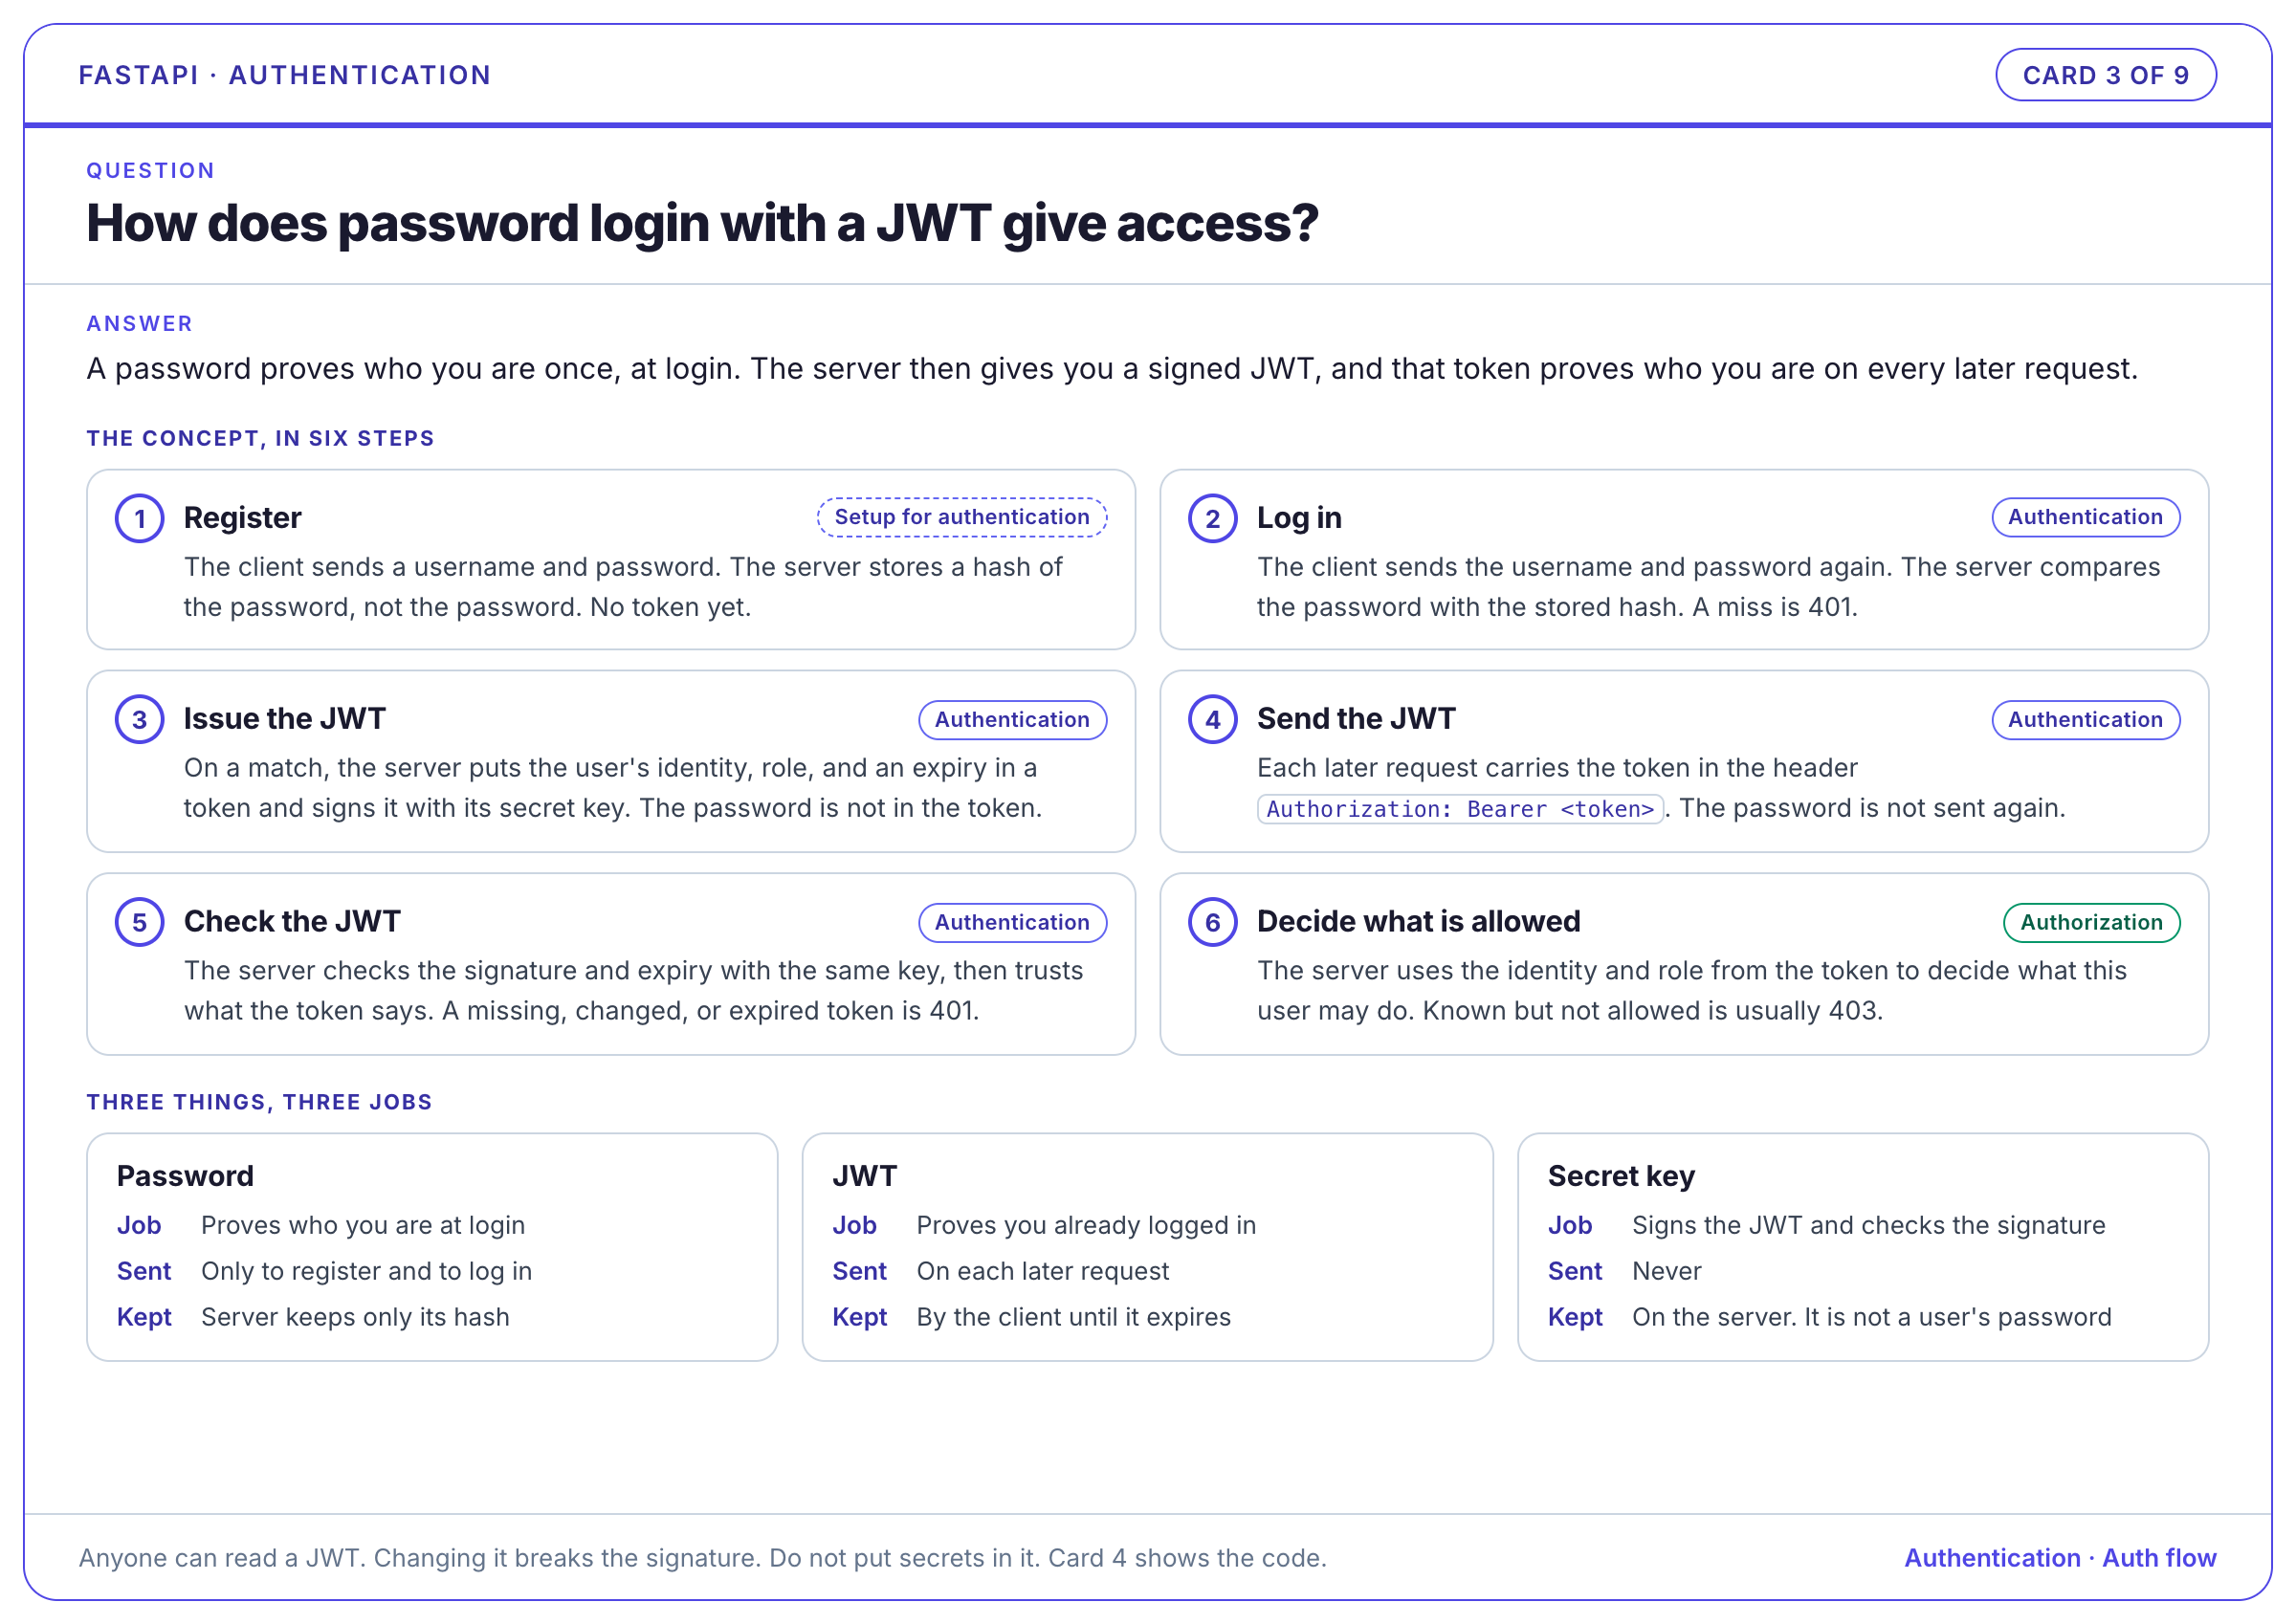 FASTAPI · AUTHENTICATION
CARD 3 OF 9
QUESTION
How does password login with a JWT give access?
ANSWER
A password proves who you are once, at login. The server then gives you a signed JWT, and that token proves who you are on every later request.
THE CONCEPT, IN SIX STEPS
1 Register
Setup for authentication
The client sends a username and password. The server stores a hash of
the password, not the password. No token yet.
2 Log in
Authentication
The client sends the username and password again. The server compares
the password with the stored hash. A miss is 401.
3 Issue the JWT
Authentication
On a match, the server puts the user's identity, role, and an expiry in a
token and signs it with its secret key. The password is not in the token.
4 Send the JWT
Authentication
Each later request carries the token in the header
Authorization: Bearer <token>. The password is not sent again.
5 Check the JWT
Authentication
The server checks the signature and expiry with the same key, then trusts
what the token says. A missing, changed, or expired token is 401.
6 Decide what is allowed
Authorization
The server uses the identity and role from the token to decide what this
user may do. Known but not allowed is usually 403.
THREE THINGS, THREE JOBS
Password
Job Proves who you are at login
Sent Only to register and to log in
Kept Server keeps only its hash
JWT
Job Proves you already logged in
Sent On each later request
Kept By the client until it expires
Secret key
Job Signs the JWT and checks the signature
Sent Never
Kept On the server. It is not a user's password
Anyone can read a JWT. Changing it breaks the signature. Do not put secrets in it. Card 4 shows the code.
Authentication · Auth flow